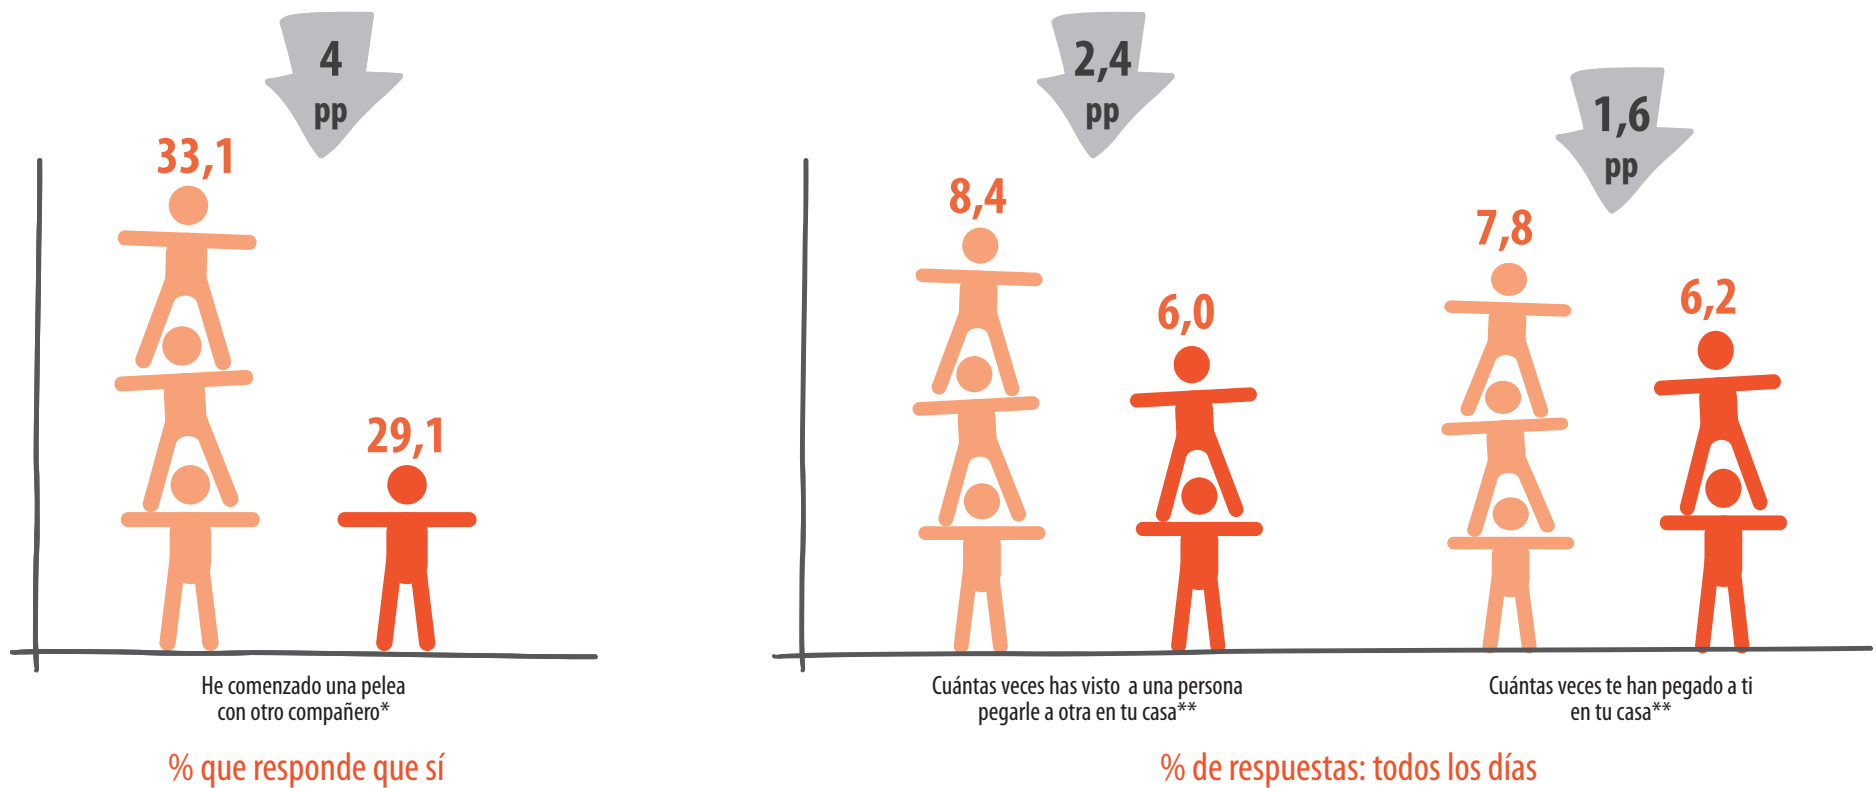 4
pp
33,1
29,1
He comenzado una pelea
con otro compañero*
% que responde que sí
2,4
pp
8,4
6,0
Cuántas veces has visto a una persona
pegarle a otra en tu casa**
1,6
pp
7,8
6,2
Cuántas veces te han pegado a ti
en tu casa**
% de respuestas: todos los días